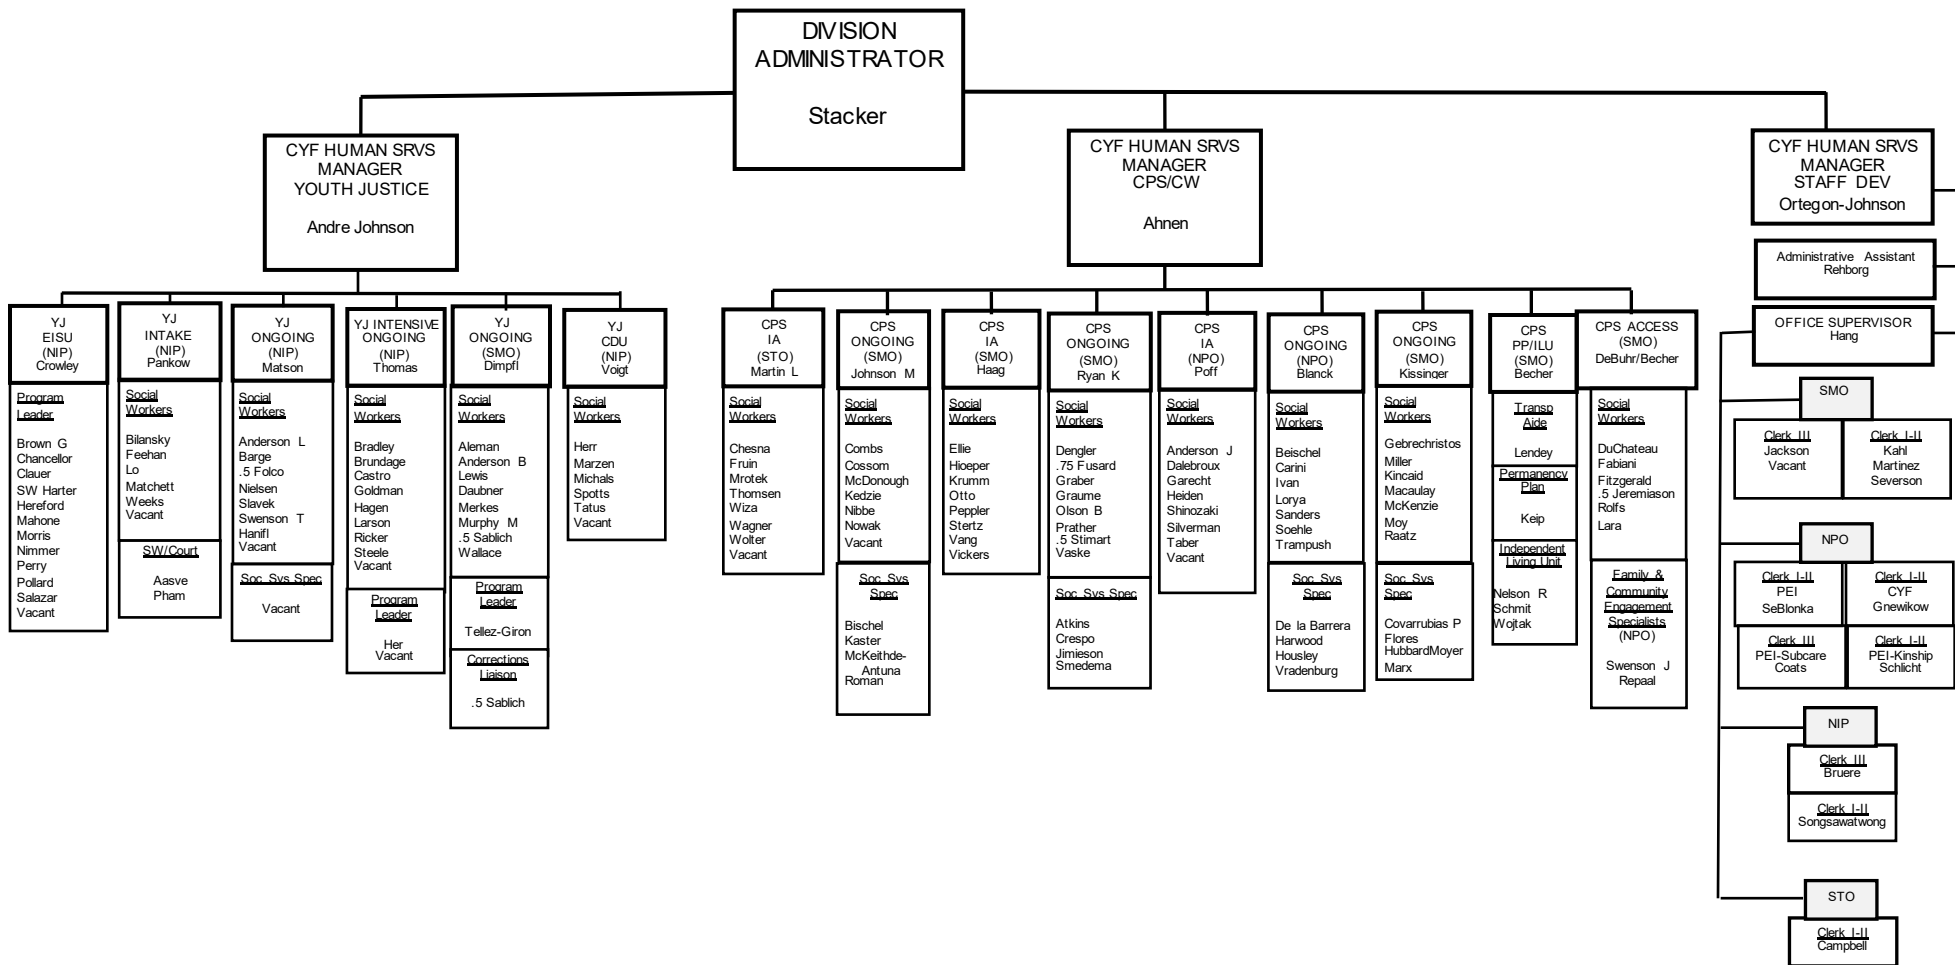 DIVISION
ADMINISTRATOR
Stacker
CYF HUMAN SRVS
MANAGER
YOUTH JUSTICE
Andre Johnson
CYF HUMAN SRVS
MANAGER
CPS/CW
Ahnen
CYF HUMAN SRVS
MANAGER
STAFF DEV
Ortegon-Johnson
Administrative Assistant
Rehborg
OFFICE SUPERVISOR
Hang
YJ
EISU
(NIP)
Crowley
Program
Leader
Brown G
Chancellor
Clauer
SW Harter
Hereford
Mahone
Morris
Nimmer
Perry
Pollard
Salazar
Vacant
YJ
INTAKE
(NIP)
Pankow
Social
Workers
Bilansky
Feehan
Lo
Matchett
Weeks
Vacant
SW/Court
Aasve
Pham
YJ
ONGOING
(NIP)
Matson
Social
Workers
Anderson L
Barge
.5 Folco
Nielsen
Slavek
Swenson T
Hanifl
Vacant
Soc Svs Spec
Vacant
YJ INTENSIVE
ONGOING
(NIP)
Thomas
Social
Workers
Bradley
Brundage
Castro
Goldman
Hagen
Larson
Ricker
Steele
Vacant
Program
Leader
Her
Vacant
YJ
ONGOING
(SMO)
Dimpfl
Social
Workers
Aleman
Anderson B
Lewis
Daubner
Merkes
Murphy M
.5 Sablich
Wallace
Program
Leader
Tellez-Giron
Corrections
Liaison
.5 Sablich
YJ
CDU
(NIP)
Voigt
Social
Workers
Herr
Marzen
Michals
Spotts
Tatus
Vacant
CPS
IA
(STO)
Martin L
Social
Workers
Chesna
Fruin
Mrotek
Thomsen
Wiza
Wagner
Wolter
Vacant
CPS
ONGOING
(SMO)
Johnson M
Social
Workers
Combs
Cossom
McDonough
Kedzie
Nibbe
Nowak
Vacant
Soc Svs
Spec
Bischel
Kaster
McKeithde-
Antuna
Roman
CPS
IA
(SMO)
Haag
Social
Workers
Ellie
Hioeper
Krumm
Otto
Peppler
Stertz
Vang
Vickers
CPS
ONGOING
(SMO)
Ryan K
Social
Workers
Dengler
.75 Fusard
Graber
Graume
Olson B
Prather
.5 Stimart
Vaske
Soc Svs Spec
Atkins
Crespo
Jimieson
Smedema
CPS
IA
(NPO)
Poff
Social
Workers
Anderson J
Dalebroux
Garecht
Heiden
Shinozaki
Silverman
Taber
Vacant
CPS
ONGOING
(NPO)
Blanck
Social
Workers
Beischel
Carini
Ivan
Lorya
Sanders
Soehle
Trampush
Soc Svs
Spec
De la Barrera
Harwood
Housley
Vradenburg
CPS
ONGOING
(SMO)
Kissinger
Social
Workers
Gebrechristos
Miller
Kincaid
Macaulay
McKenzie
Moy
Raatz
Soc Svs
Spec
Covarrubias P
Flores
HubbardMoyer
Marx
CPS
PP/ILU
(SMO)
Becher
Transp
Aide
Lendey
Permanency
Plan
Keip
Independent
Living Unit
Nelson R
Schmit
Wojtak
CPS ACCESS
(SMO)
DeBuhr/Becher
Social
Workers
DuChateau
Fabiani
Fitzgerald
.5 Jeremiason
Rolfs
Lara
Family &
Community
Engagement
Specialists
(NPO)
Swenson J
Repaal
SMO
Clerk III
Jackson
Vacant
Clerk I-II
Kahl
Martinez
Severson
NPO
Clerk I-II
PEI
SeBlonka
Clerk I-II
CYF
Gnewikow
Clerk III
PEI-Subcare
Coats
Clerk I-II
PEI-Kinship
Schlicht
NIP
Clerk III
Bruere
Clerk I-II
Songsawatwong
STO
Clerk I-II
Campbell